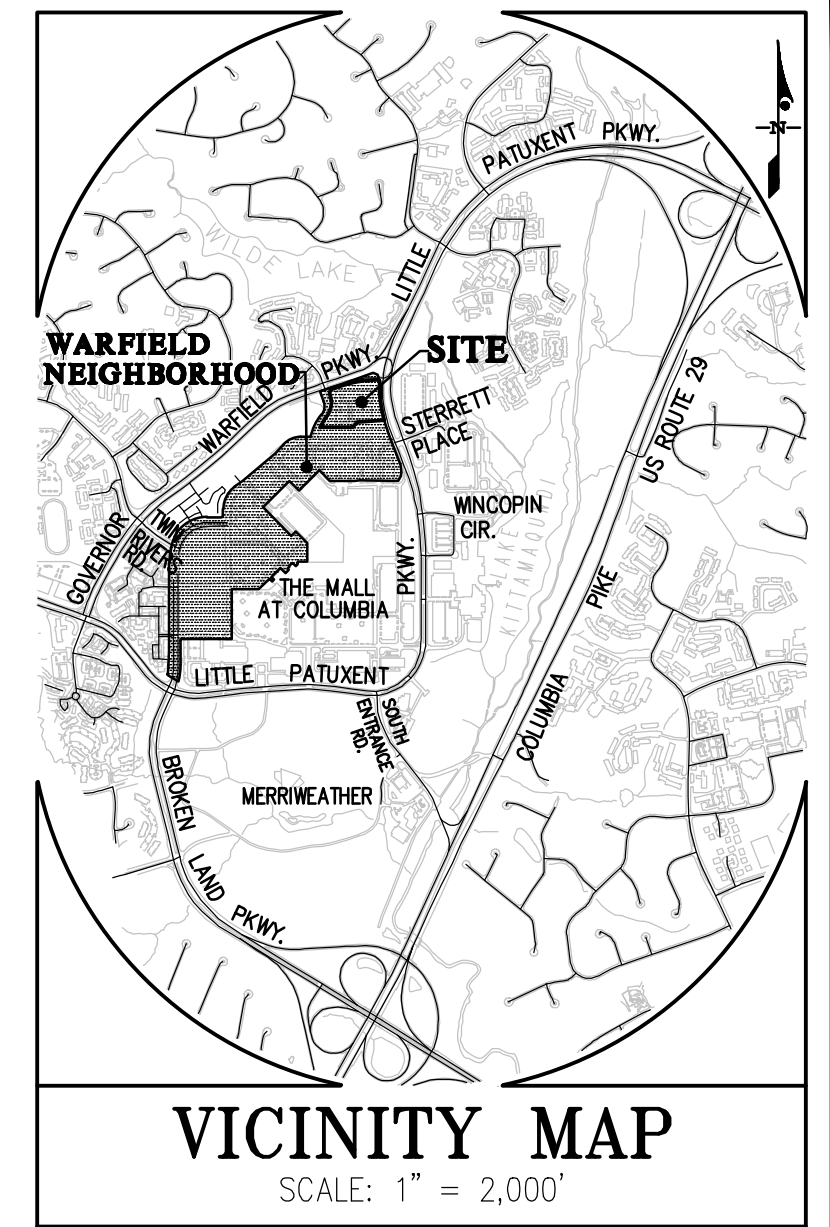 PATUXENT PKWY.
N
WILDE LAKE
LITTLE
WARFIELD
NEIGHBORHOOD
PKWY.
SITE
WARFIELD
STERRETT
PLACE
US ROUTE 29
GOVERNOR
TWIN
RIVERS
RD.
WINCOPIN
CIR.
LAKE
KITTAMAQUNDI
PKWY.
THE MALL
AT COLUMBIA
COLUMBIA PIKE
LITTLE PATUXENT
SOUTH
ENTRANCE
RD.
MERRIWEATHER
BROKEN
LAND PKWY.
VICINITY MAP
SCALE: 1" = 2,000'